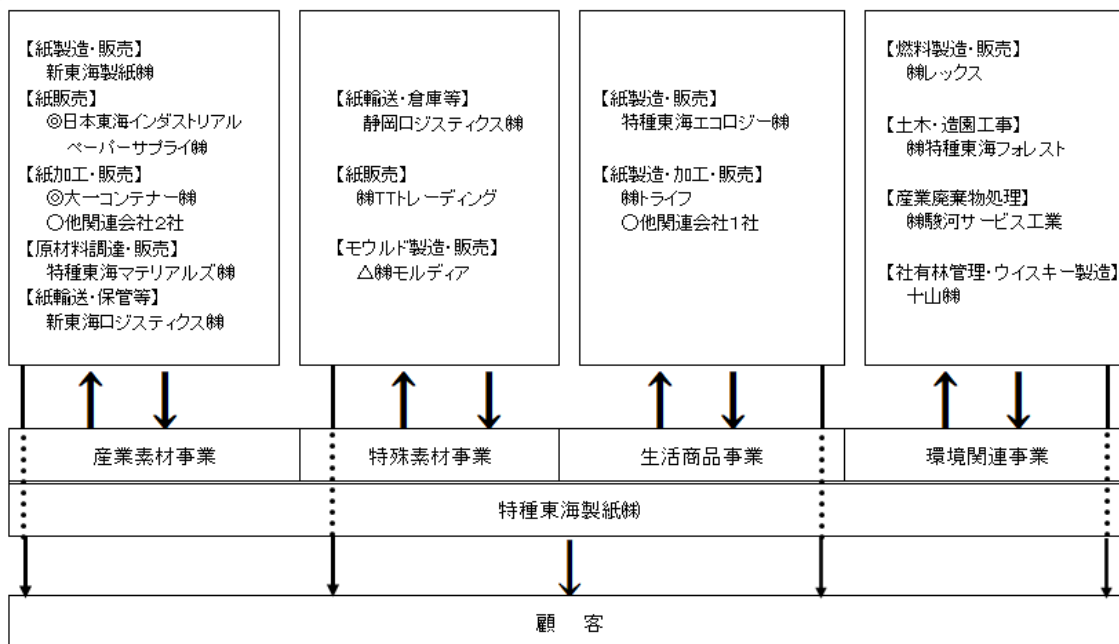 【紙製造・販売】
新東海製紙㈱
【紙販売】
◎日本東海インダストリアル
ペーパーサプライ㈱
【紙加工・販売】
◎大一コンテナー㈱
○他関連会社2社
【原材料調達・販売】
特種東海マテリアルズ㈱
【紙輸送・保管等】
新東海ロジスティクス㈱
【紙輸送・倉庫等】
静岡ロジスティクス㈱
【紙販売】
㈱TTトレーディング
【モウルド製造・販売】
△㈱モルディア
【紙製造・販売】
特種東海エコロジー㈱
【紙製造・加工・販売】
㈱トライフ
○他関連会社1社
【燃料製造・販売】
㈱レックス
【土木・造園工事】
㈱特種東海フォレスト
【産業廃棄物処理】
㈱駿河サービス工業
【社有林管理・ウイスキー製造】
十山㈱
産業素材事業
特殊素材事業
生活商品事業
環境関連事業
特種東海製紙㈱
顧 客